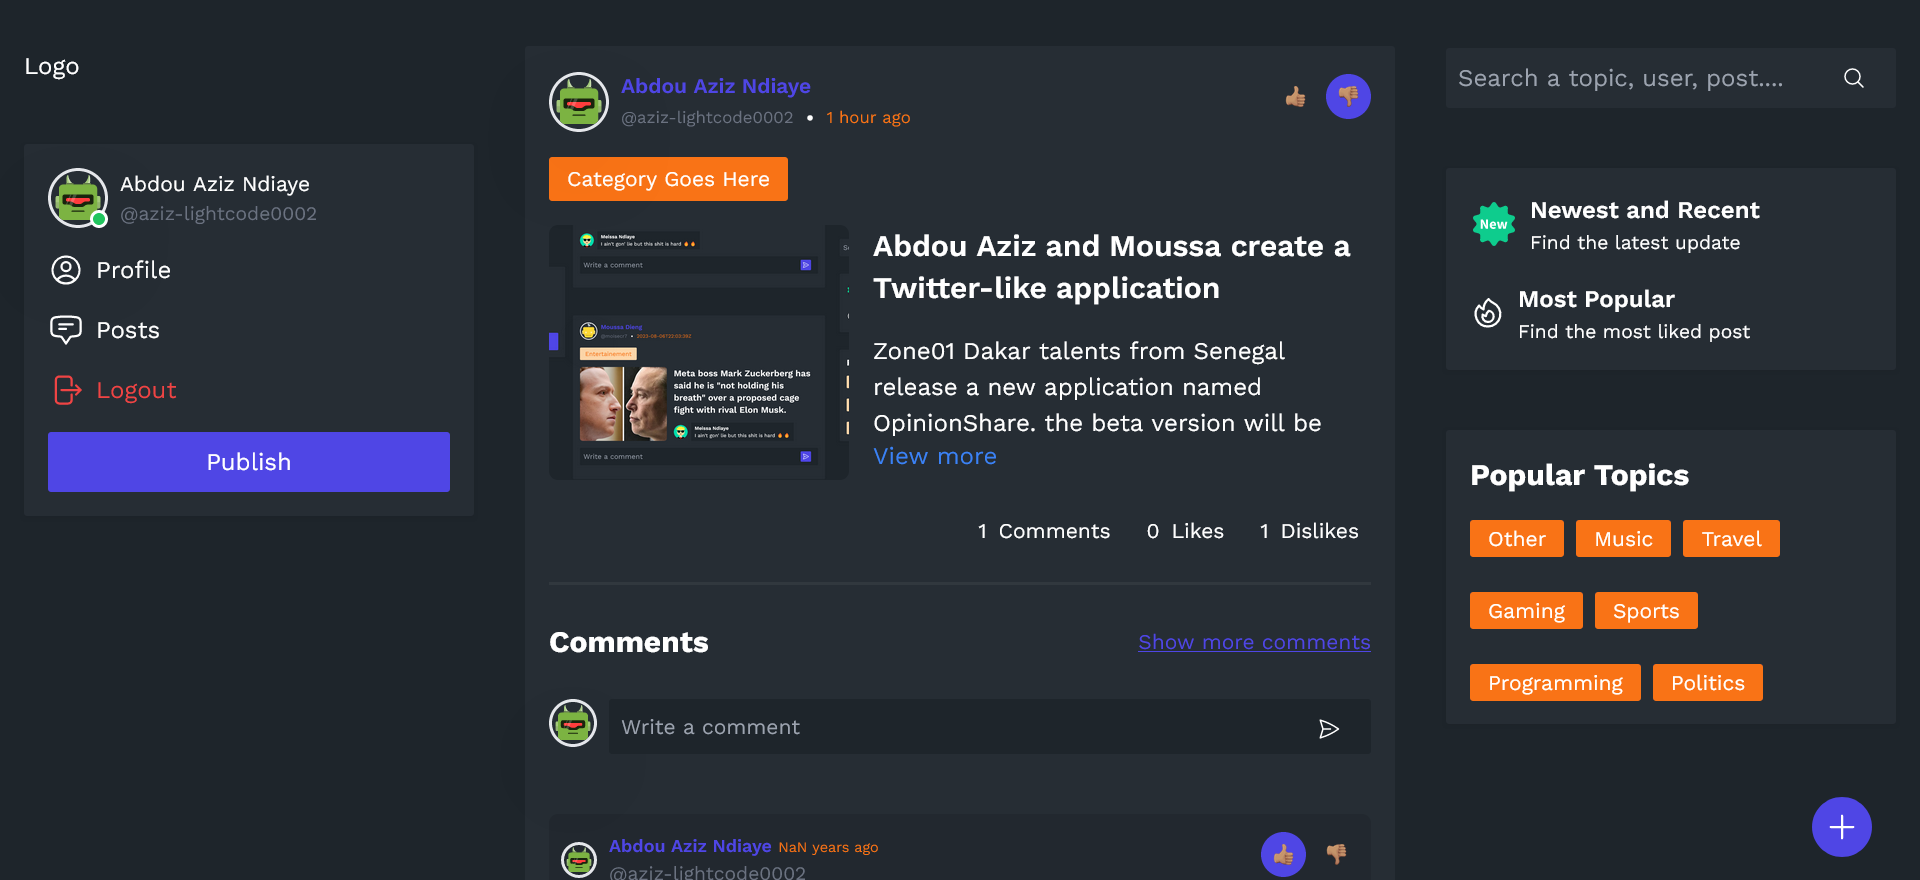 Logo
Abdou Aziz Ndiaye
@aziz-lightcode0002
Profile
Posts
Logout
Publish
Abdou Aziz Ndiaye
@aziz-lightcode0002 • 1 hour ago
Category Goes Here
Melssa Ndiaye
I ain't gon' lie but this shit is hard 🔥🔥
Write a comment
Moussa Dieng
Entertainement
Meta boss Mark Zuckerberg has
said he is "not holding his
breath" over a proposed cage
fight with rival Elon Musk.
Melssa Ndiaye
I ain't gon' lie but this shit is hard 🔥🔥
Write a comment
Abdou Aziz and Moussa create a
Twitter-like application
Zone01 Dakar talents from Senegal
release a new application named
OpinionShare. the beta version will be
View more
1 Comments 0 Likes 1 Dislikes
Comments
Show more comments
Write a comment
Abdou Aziz Ndiaye NaN years ago
@aziz-lightcode0002
Search a topic, user, post....
New
Newest and Recent
Find the latest update
Most Popular
Find the most liked post
Popular Topics
Other Music Travel
Gaming Sports
Programming Politics